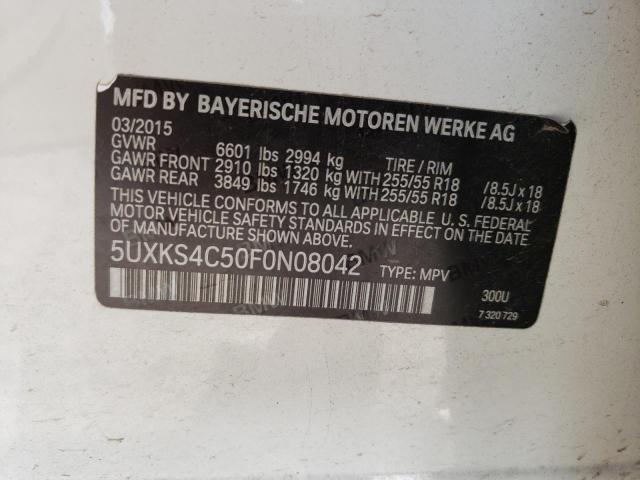 MFD BY BAYERISCHE MOTOREN WERKE AG
03/2015
GVWR 6601 lbs 2994 kg TIRE / RIM
GAWR FRONT 2910 lbs 1320 kg WITH 255/55 R18 /8.5J x 18
GAWR REAR 3849 lbs 1746 kg WITH 255/55 R18 /8.5J x 18
THIS VEHICLE CONFORMS TO ALL APPLICABLE U.S. FEDERAL
MOTOR VEHICLE SAFETY STANDARDS IN EFFECT ON THE DATE
OF MANUFACTURE SHOWN ABOVE.
5UXKS4C50F0N08042 TYPE: MPV
300U
7 320 729